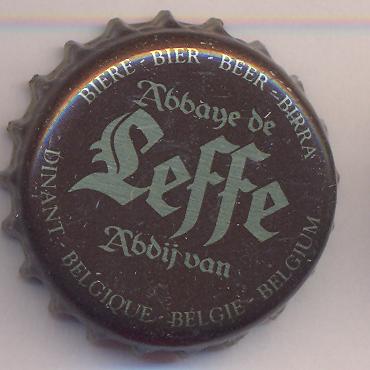 BIERE - BIER - BEER - BIRRA
Abbaye de
Leffe
Abdij van
DINANT - BELGIQUE - BELGIE - BELGIUM